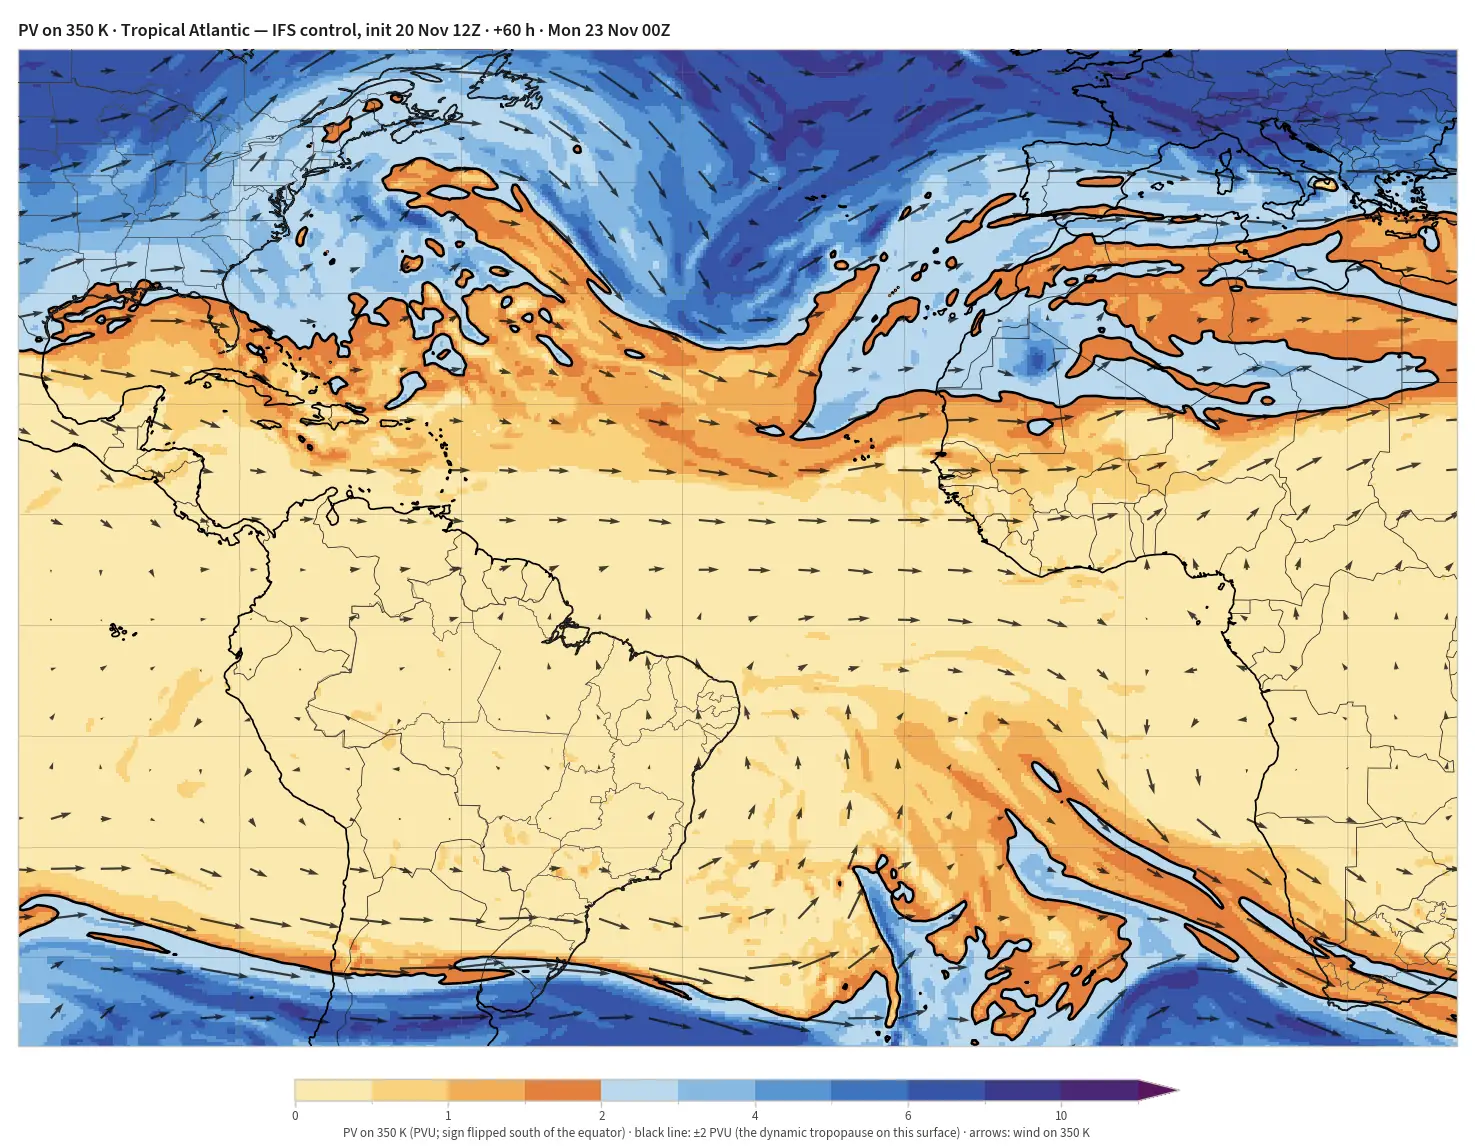 PV on 350 K · Tropical Atlantic — IFS control, init 20 Nov 12Z · +60 h · Mon 23 Nov 00Z
0 1 2 4 6 10
PV on 350 K (PVU; sign flipped south of the equator) · black line: ±2 PVU (the dynamic tropopause on this surface) · arrows: wind on 350 K